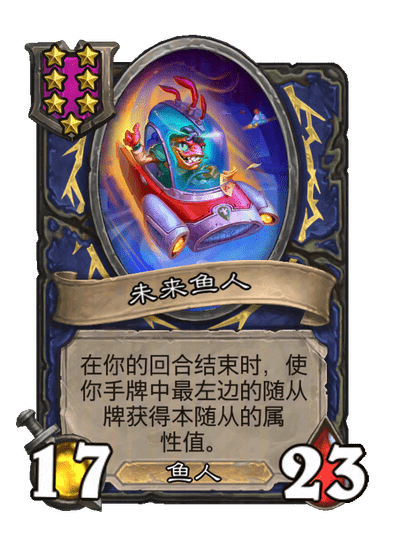 未来鱼人
在你的回合结束时，使
你手牌中最左边的随从
牌获得本随从的属
性值。
鱼人
17
23